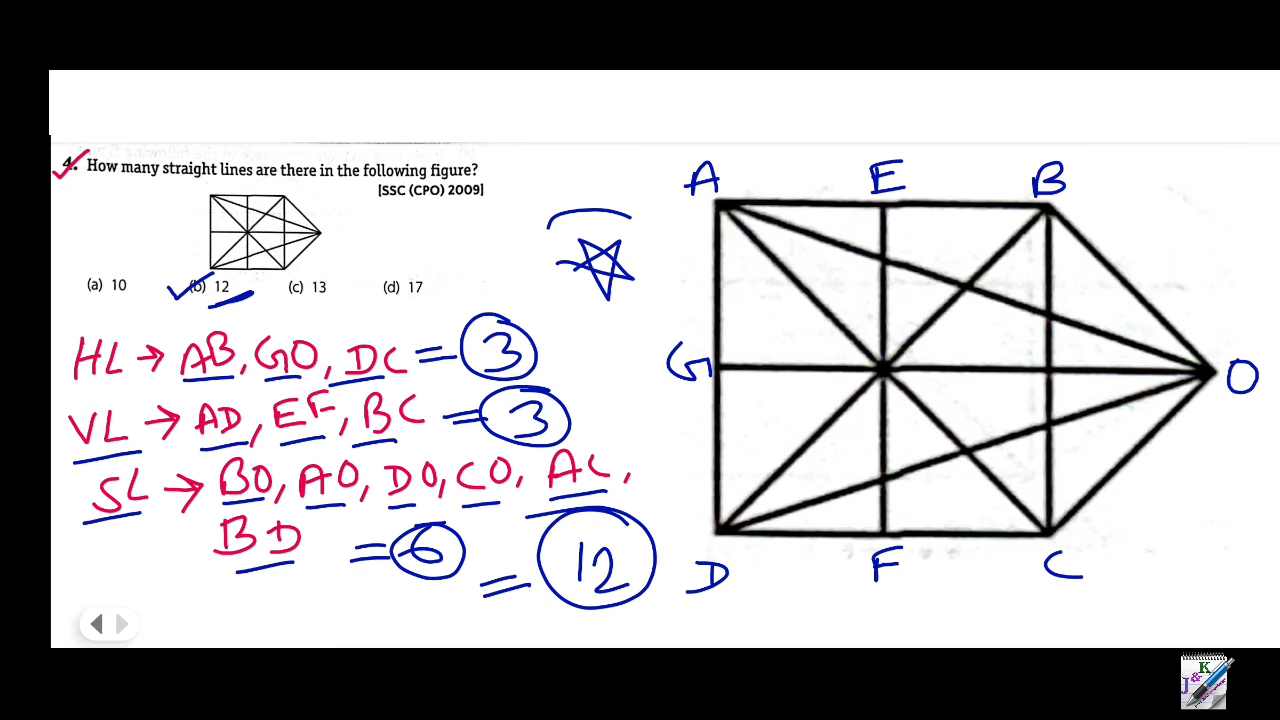 4. How many straight lines are there in the following figure?
[SSC (CPO) 2009]
(a) 10 (b) 12 (c) 13 (d) 17
HL → AB, GO, DC = 3
VL → AD, EF, BC = 3
SL → BO, AO, DO, CO, AC,
BD = 6
= 12
A E B
G O
D F C
J & K